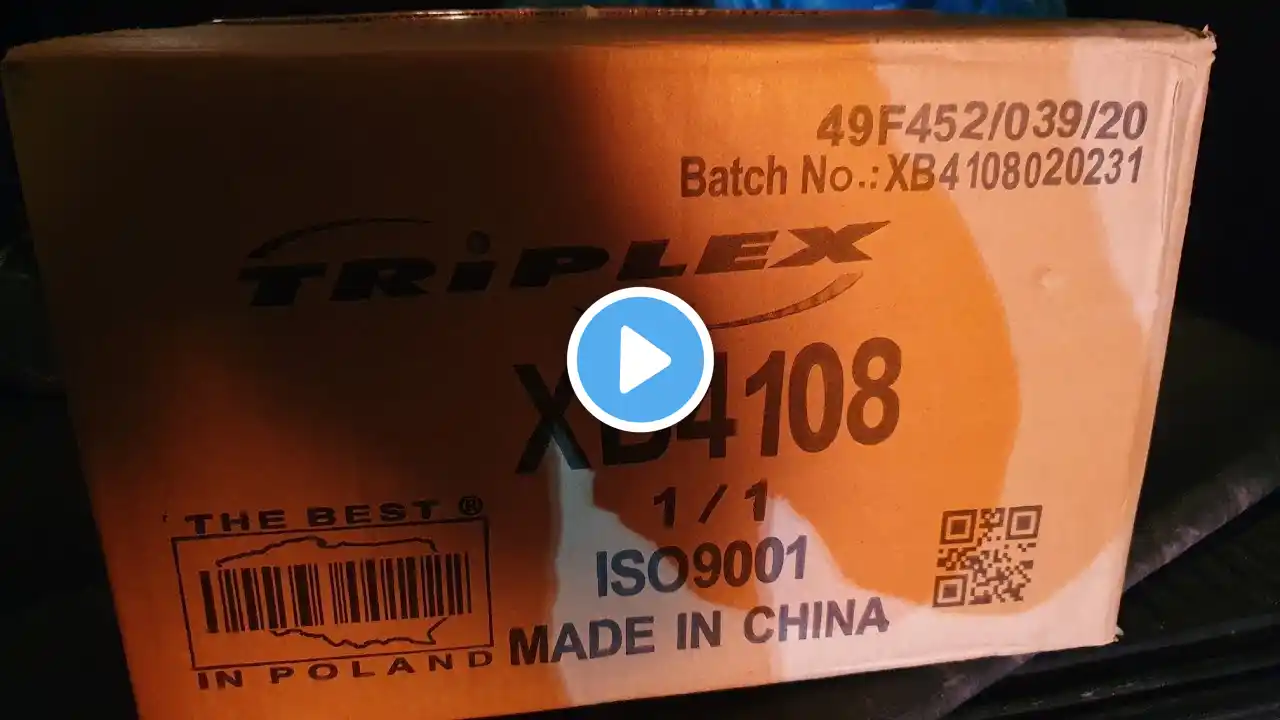 49F452/039/20
Batch No.:XB4108020231
TRiPLEX
XB4108
1/1
ISO9001
MADE IN CHINA
THE BEST ®
IN POLAND